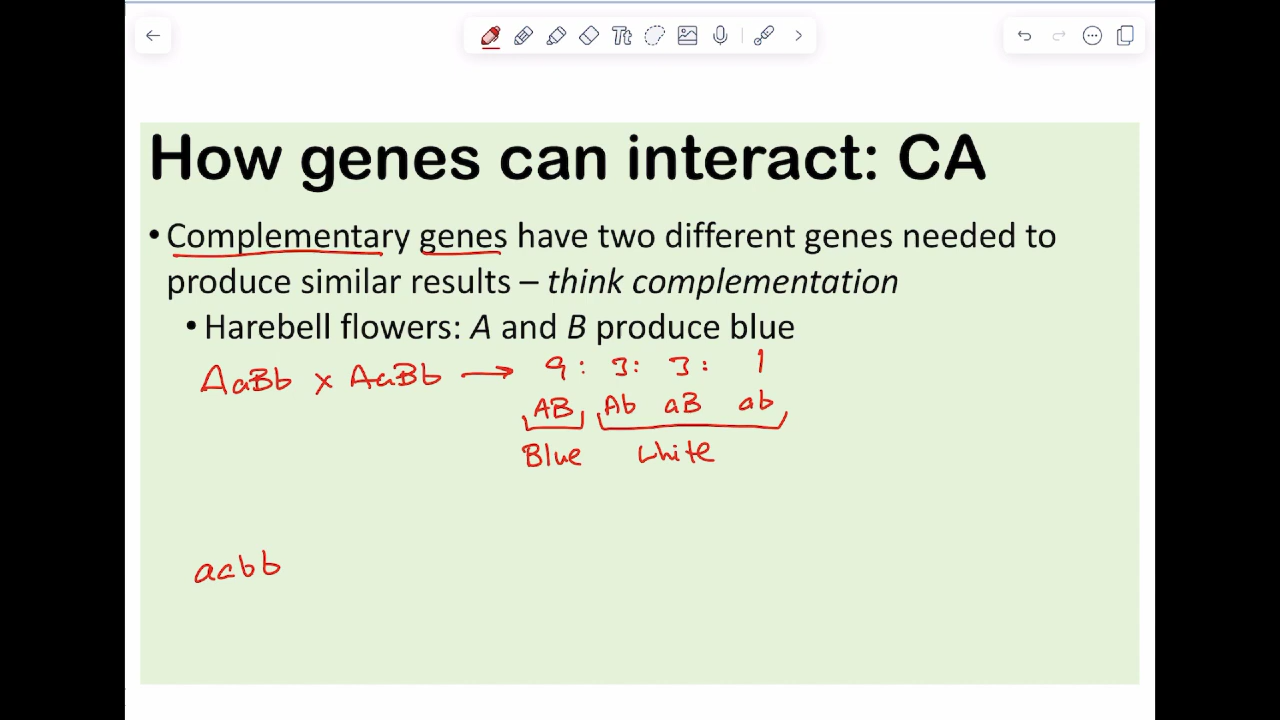 How genes can interact: CA
• Complementary genes have two different genes needed to
produce similar results – think complementation
• Harebell flowers: A and B produce blue
AaBb x AaBb → 9: 3: 3: 1
AB Ab aB ab
Blue white
aabb